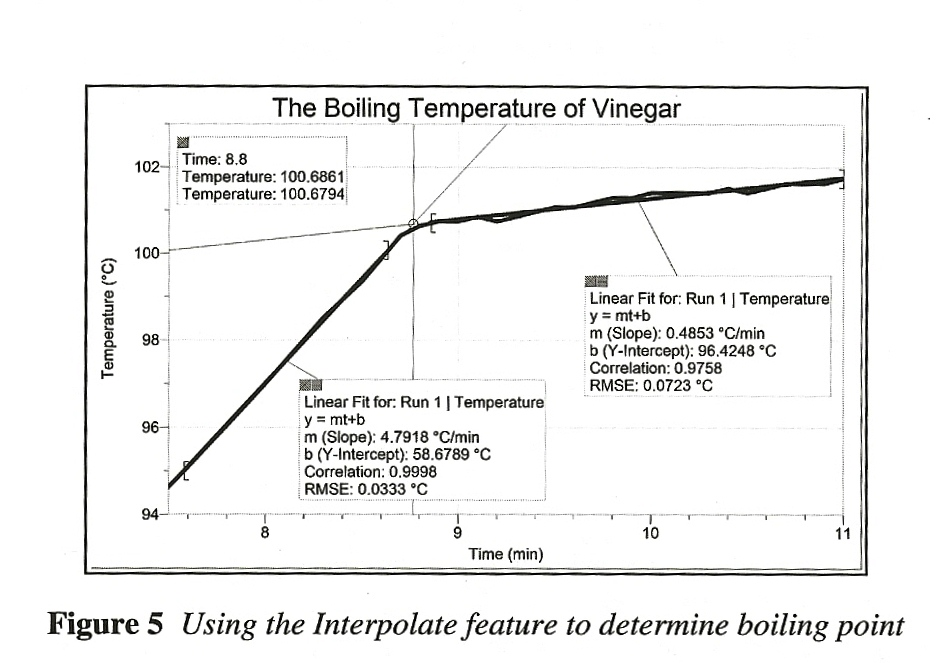 The Boiling Temperature of Vinegar
Time: 8.8
Temperature: 100.6861
Temperature: 100.6794
102
100
98
96
94
Temperature (°C)
Linear Fit for: Run 1 | Temperature
y = mt+b
m (Slope): 0.4853 °C/min
b (Y-Intercept): 96.4248 °C
Correlation: 0.9758
RMSE: 0.0723 °C
Linear Fit for: Run 1 | Temperature
y = mt+b
m (Slope): 4.7918 °C/min
b (Y-Intercept): 58.6789 °C
Correlation: 0.9998
RMSE: 0.0333 °C
8 9 10 11
Time (min)
Figure 5 Using the Interpolate feature to determine boiling point